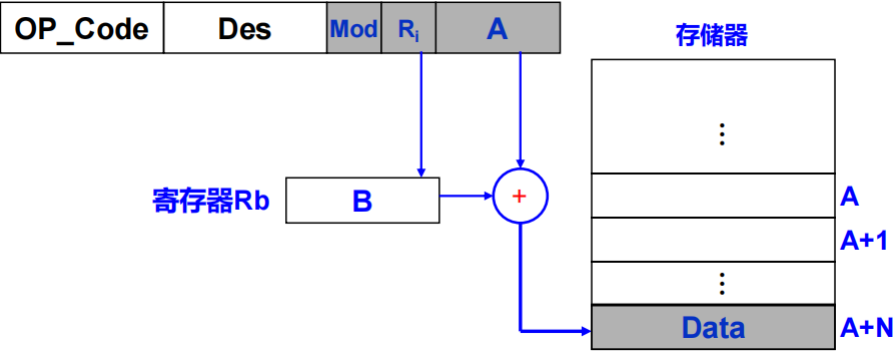 OP_Code Des Mod Ri A
存储器
⋮
寄存器Rb B + A
A+1
⋮
Data A+N